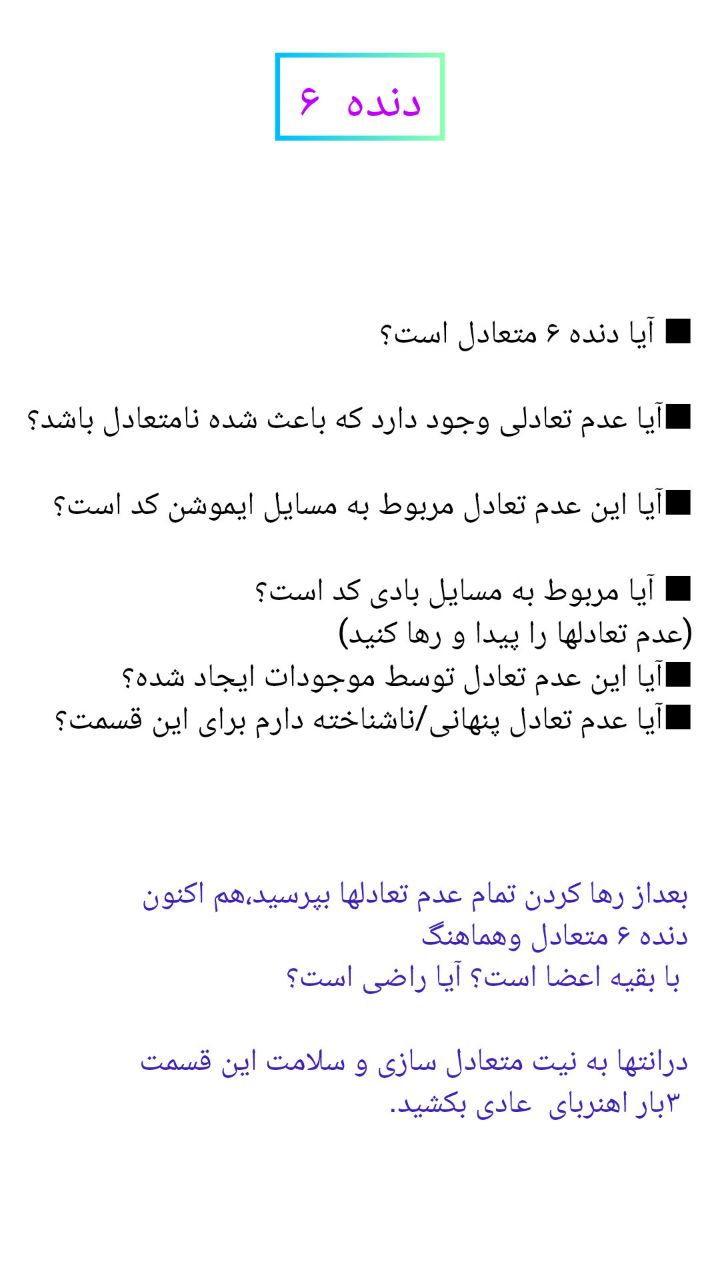 دنده ۶
■ آیا دنده ۶ متعادل است؟
■آیا عدم تعادلی وجود دارد که باعث شده نامتعادل باشد؟
■آیا این عدم تعادل مربوط به مسایل ایموشن کد است؟
■ آیا مربوط به مسایل بادی کد است؟
(عدم تعادلها را پیدا و رها کنید)
■آیا این عدم تعادل توسط موجودات ایجاد شده؟
■آیا عدم تعادل پنهانی/ناشناخته دارم برای این قسمت؟
بعداز رها کردن تمام عدم تعادلها بپرسید،هم اکنون
دنده ۶ متعادل وهماهنگ
با بقیه اعضا است؟ آیا راضی است؟
درانتها به نیت متعادل سازی و سلامت این قسمت
۳بار اهنربای عادی بکشید.